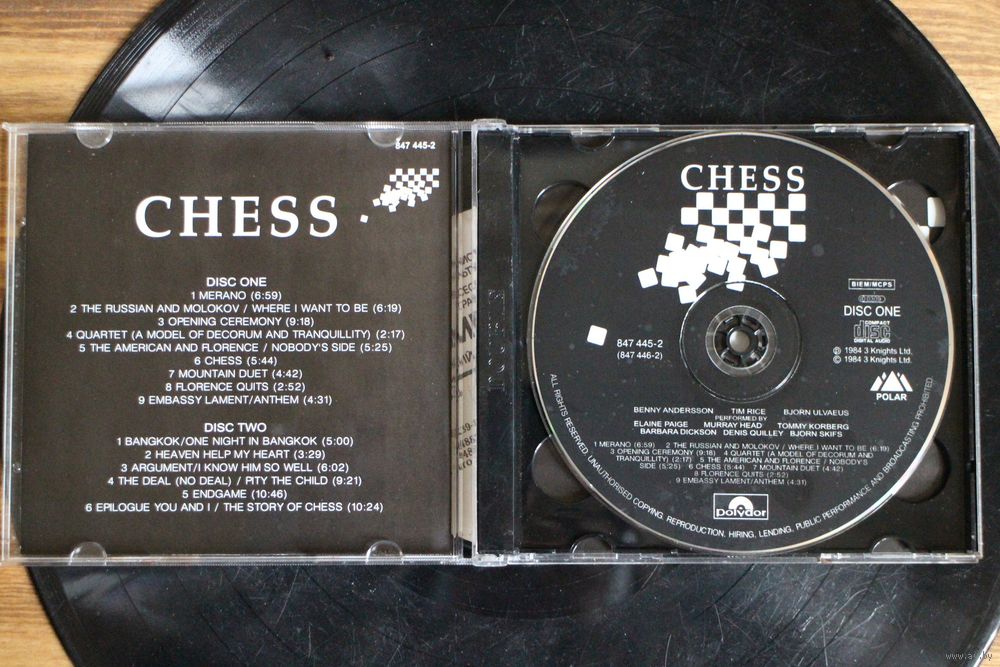 847 445-2
CHESS
DISC ONE
1 MERANO (6:59)
2 THE RUSSIAN AND MOLOKOV / WHERE I WANT TO BE (6:19)
3 OPENING CEREMONY (9:18)
4 QUARTET (A MODEL OF DECORUM AND TRANQUILLITY) (2:17)
5 THE AMERICAN AND FLORENCE / NOBODY'S SIDE (5:25)
6 CHESS (5:44)
7 MOUNTAIN DUET (4:42)
8 FLORENCE QUITS (2:52)
9 EMBASSY LAMENT/ANTHEM (4:31)
DISC TWO
1 BANGKOK/ONE NIGHT IN BANGKOK (5:00)
2 HEAVEN HELP MY HEART (3:29)
3 ARGUMENT/I KNOW HIM SO WELL (6:02)
4 THE DEAL (NO DEAL) / PITY THE CHILD (9:21)
5 ENDGAME (10:46)
6 EPILOGUE YOU AND I / THE STORY OF CHESS (10:24)
CHESS
BIEM/MCPS
DISC ONE
COMPACT
disc
DIGITAL AUDIO
℗ 1984 3 Knights Ltd.
© 1984 3 Knights Ltd.
POLAR
847 445-2
(847 446-2)
BENNY ANDERSSON TIM RICE BJORN ULVAEUS
PERFORMED BY
ELAINE PAIGE MURRAY HEAD TOMMY KORBERG
BARBARA DICKSON DENIS QUILLEY BJORN SKIFS
1 MERANO (6:59) 2 THE RUSSIAN AND MOLOKOV / WHERE I WANT TO BE (6:19)
3 OPENING CEREMONY (9:18) 4 QUARTET (A MODEL OF DECORUM AND
TRANQUILLITY) (2:17) 5 THE AMERICAN AND FLORENCE / NOBODY'S
SIDE (5:25) 6 CHESS (5:44) 7 MOUNTAIN DUET (4:42)
8 FLORENCE QUITS (2:52)
9 EMBASSY LAMENT/ANTHEM (4:31)
polydor
ALL RIGHTS RESERVED. UNAUTHORISED COPYING, REPRODUCTION, HIRING, LENDING, PUBLIC PERFORMANCE AND BROADCASTING PROHIBITED.